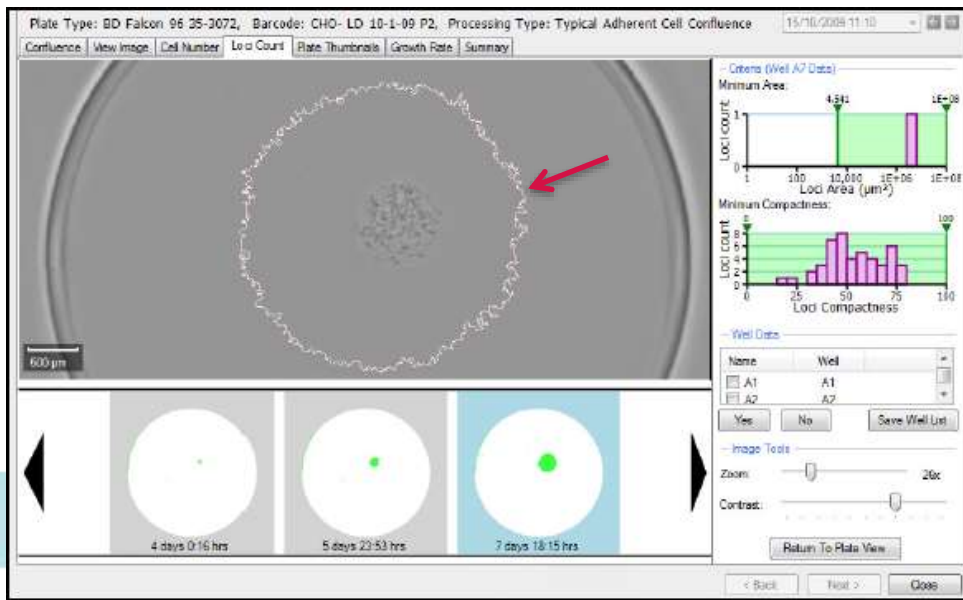 Plate Type: BD Falcon 96 35-3072, Barcode: CHO- LD 10-1-09 P2, Processing Type: Typical Adherent Cell Confluence
15/10/2009 11:10
Confluence View Image Cell Number Loci Count Plate Thumbnails Growth Rate Summary
600 µm
4 days 0:16 hrs
5 days 23:53 hrs
7 days 18:15 hrs
Criteria (Well A7 Data)
Minimum Area:
4,541 1E+08
Loci count
1
0
1 100 10,000 1E+06 1E+08
Loci Area (µm²)
Minimum Compactness:
0 100
Loci count
8
6
4
2
0
0 25 50 75 100
Loci Compactness
Well Data
Name Well
A1 A1
A2 A2
Yes No Save Well List
Image Tools
Zoom: 26x
Contrast:
Return To Plate View
< Back Next > Close